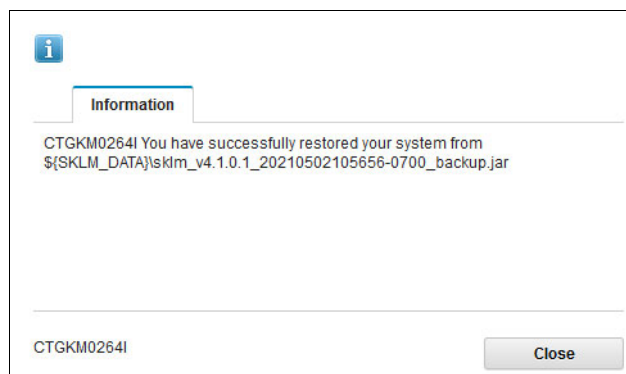 Information
CTGKM0264I You have successfully restored your system from
${SKLM_DATA}\sklm_v4.1.0.1_20210502105656-0700_backup.jar
CTGKM0264I
Close